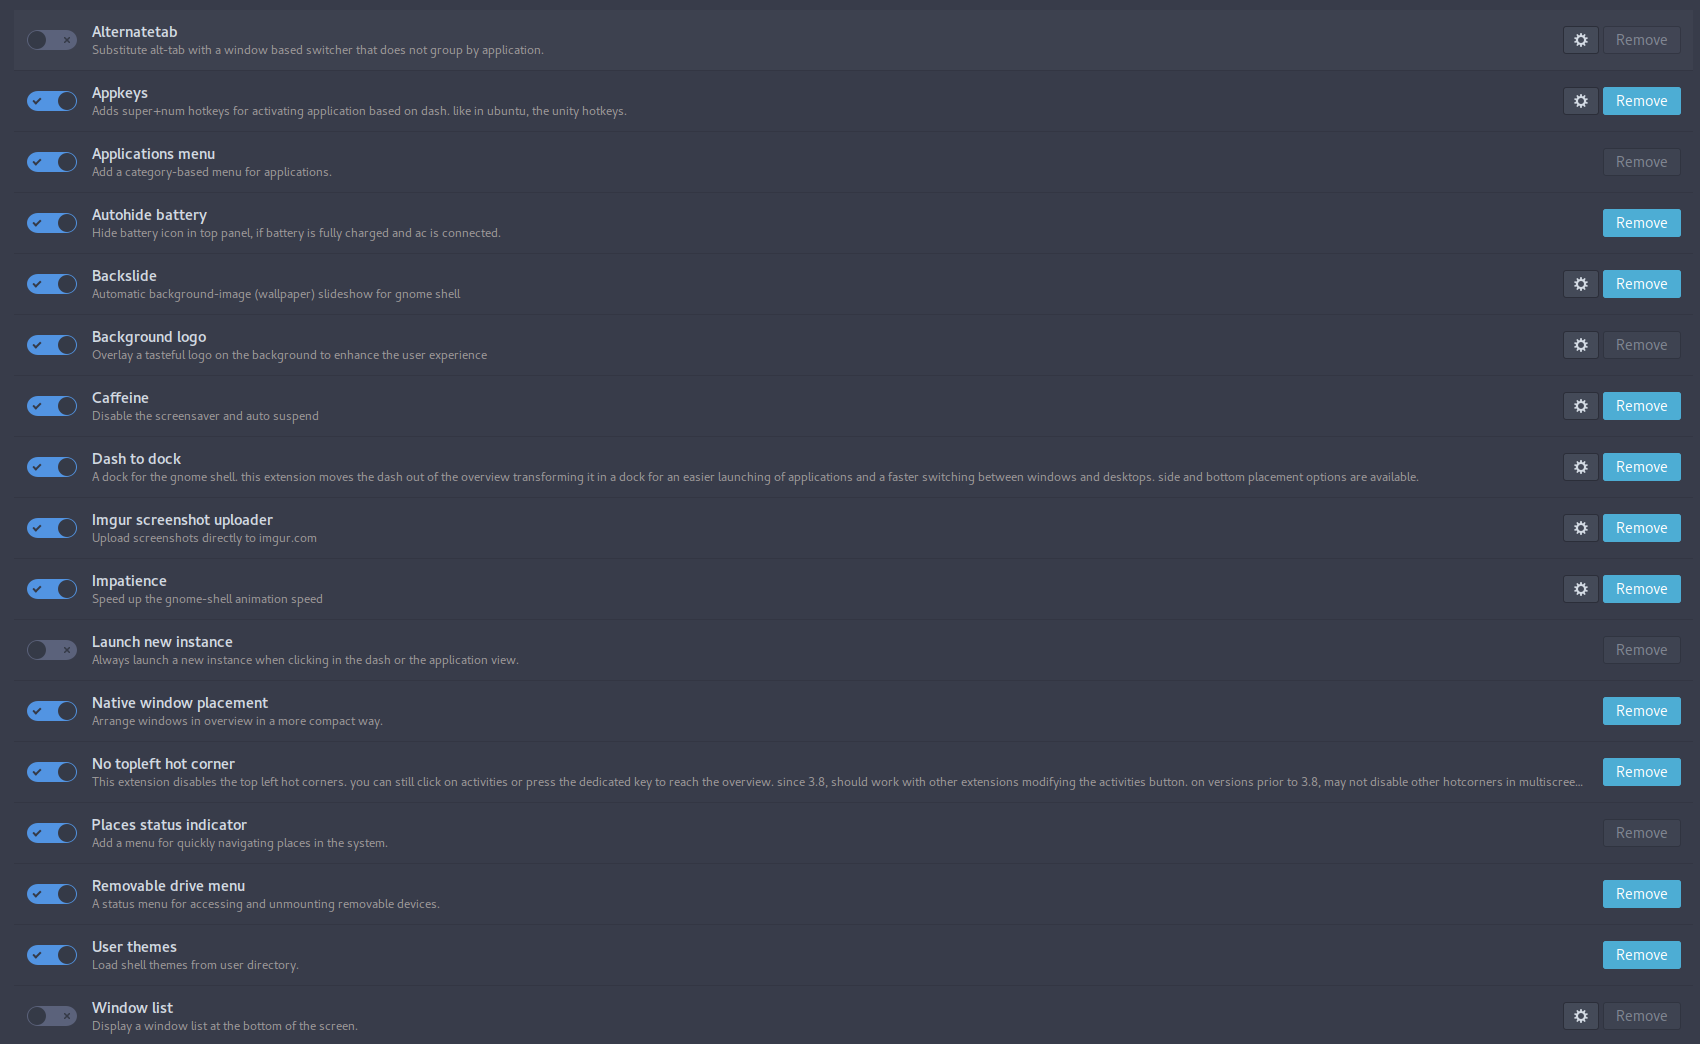 Alternatetab
Substitute alt-tab with a window based switcher that does not group by application.
Remove
Appkeys
Adds super+num hotkeys for activating application based on dash. like in ubuntu, the unity hotkeys.
Remove
Applications menu
Add a category-based menu for applications.
Remove
Autohide battery
Hide battery icon in top panel, if battery is fully charged and ac is connected.
Remove
Backslide
Automatic background-image (wallpaper) slideshow for gnome shell
Remove
Background logo
Overlay a tasteful logo on the background to enhance the user experience
Remove
Caffeine
Disable the screensaver and auto suspend
Remove
Dash to dock
A dock for the gnome shell. this extension moves the dash out of the overview transforming it in a dock for an easier launching of applications and a faster switching between windows and desktops. side and bottom placement options are available.
Remove
Imgur screenshot uploader
Upload screenshots directly to imgur.com
Remove
Impatience
Speed up the gnome-shell animation speed
Remove
Launch new instance
Always launch a new instance when clicking in the dash or the application view.
Remove
Native window placement
Arrange windows in overview in a more compact way.
Remove
No topleft hot corner
This extension disables the top left hot corners. you can still click on activities or press the dedicated key to reach the overview. since 3.8, should work with other extensions modifying the activities button. on versions prior to 3.8, may not disable other hotcorners in multiscree...
Remove
Places status indicator
Add a menu for quickly navigating places in the system.
Remove
Removable drive menu
A status menu for accessing and unmounting removable devices.
Remove
User themes
Load shell themes from user directory.
Remove
Window list
Display a window list at the bottom of the screen.
Remove